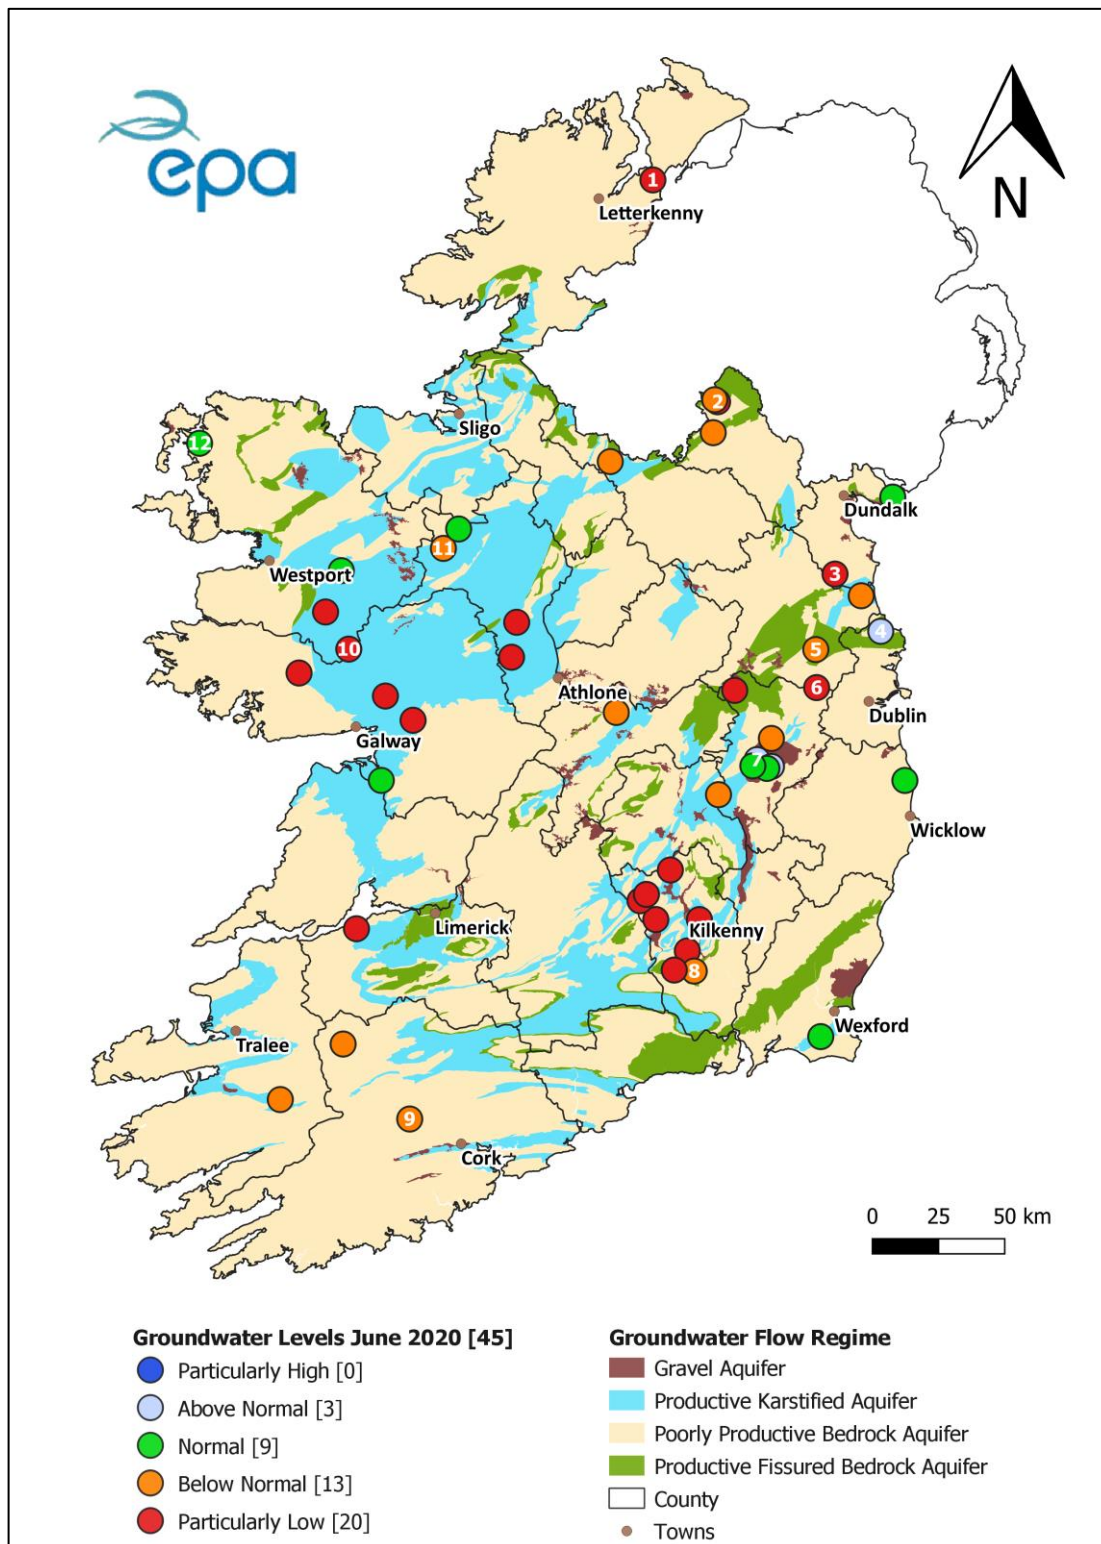 epa
N
1
Letterkenny
2
Sligo
12
Dundalk
11
Westport
3
4
10
5
6
Athlone
Dublin
Galway
7
Wicklow
Limerick
Kilkenny
8
Wexford
Tralee
9
Cork
0 25 50 km
Groundwater Levels June 2020 [45]
Particularly High [0]
Above Normal [3]
Normal [9]
Below Normal [13]
Particularly Low [20]
Groundwater Flow Regime
Gravel Aquifer
Productive Karstified Aquifer
Poorly Productive Bedrock Aquifer
Productive Fissured Bedrock Aquifer
County
Towns